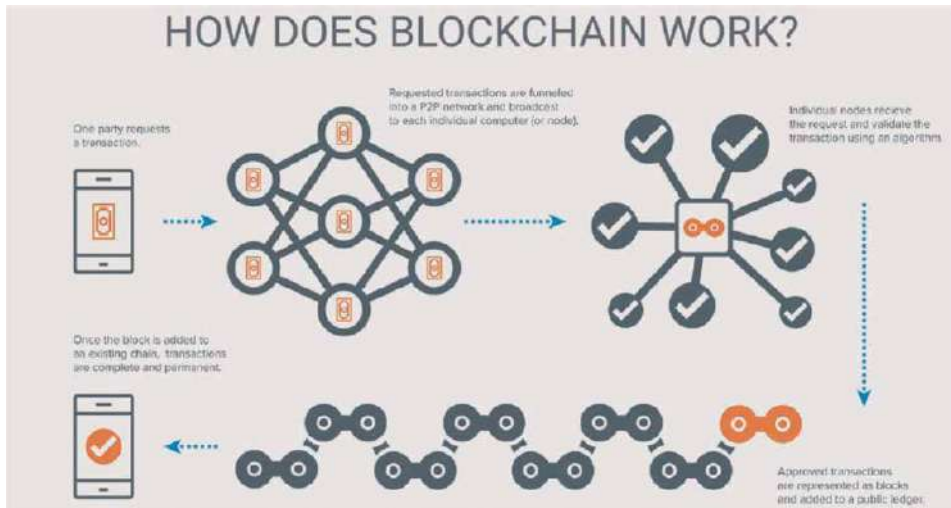 HOW DOES BLOCKCHAIN WORK?
One party requests
a transaction.
Requested transactions are funneled
into a P2P network and broadcast
to each individual computer (or node).
Individual nodes recieve
the request and validate the
transaction using an algorithm
Approved transactions
are represented as blocks
and added to a public ledger.
Once the block is added to
an existing chain, transactions
are complete and permanent.